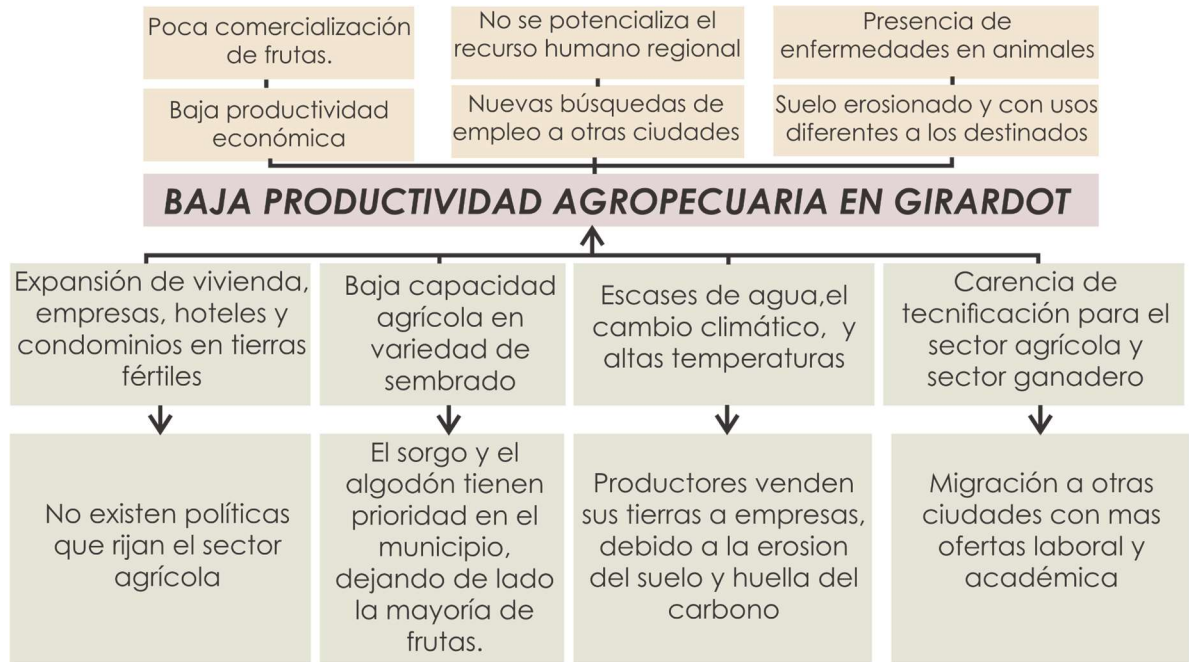 Poca comercialización
de frutas.
No se potencializa el
recurso humano regional
Presencia de
enfermedades en animales
Baja productividad
económica
Nuevas búsquedas de
empleo a otras ciudades
Suelo erosionado y con usos
diferentes a los destinados
BAJA PRODUCTIVIDAD AGROPECUARIA EN GIRARDOT
Expansión de vivienda,
empresas, hoteles y
condominios en tierras
fértiles
Baja capacidad
agrícola en
variedad de
sembrado
Escases de agua,el
cambio climático, y
altas temperaturas
Carencia de
tecnificación para el
sector agrícola y
sector ganadero
No existen políticas
que rijan el sector
agrícola
El sorgo y el
algodón tienen
prioridad en el
municipio,
dejando de lado
la mayoría de
frutas.
Productores venden
sus tierras a empresas,
debido a la erosion
del suelo y huella del
carbono
Migración a otras
ciudades con mas
ofertas laboral y
académica